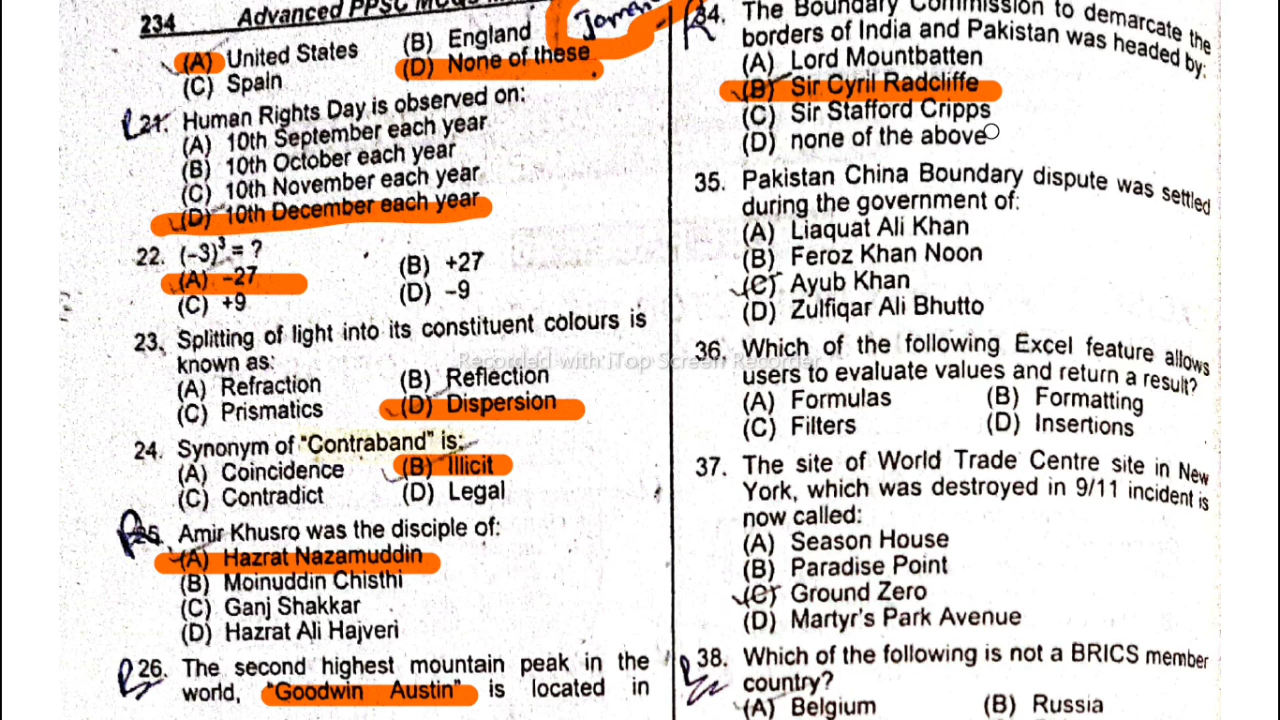 234 Advanced PPSC MCQs
(A) United States (B) England
(C) Spain (D) None of these
21. Human Rights Day is observed on:
(A) 10th September each year
(B) 10th October each year
(C) 10th November each year
(D) 10th December each year
22. (–3)³ = ?
(A) –27 (B) +27
(C) +9 (D) –9
23. Splitting of light into its constituent colours is
known as:
(A) Refraction (B) Reflection
(C) Prismatics (D) Dispersion
24. Synonym of "Contraband" is:
(A) Coincidence (B) Illicit
(C) Contradict (D) Legal
25. Amir Khusro was the disciple of:
(A) Hazrat Nazamuddin
(B) Moinuddin Chisthi
(C) Ganj Shakkar
(D) Hazrat Ali Hajveri
26. The second highest mountain peak in the
world, "Goodwin Austin" is located in
34. The Boundary Commission to demarcate the
borders of India and Pakistan was headed by:
(A) Lord Mountbatten
(B) Sir Cyril Radcliffe
(C) Sir Stafford Cripps
(D) none of the above
35. Pakistan China Boundary dispute was settled
during the government of:
(A) Liaquat Ali Khan
(B) Feroz Khan Noon
(C) Ayub Khan
(D) Zulfiqar Ali Bhutto
36. Which of the following Excel feature allows
users to evaluate values and return a result?
(A) Formulas (B) Formatting
(C) Filters (D) Insertions
37. The site of World Trade Centre site in New
York, which was destroyed in 9/11 incident is
now called:
(A) Season House
(B) Paradise Point
(C) Ground Zero
(D) Martyr's Park Avenue
38. Which of the following is not a BRICS member
country?
(A) Belgium (B) Russia
Recorded with iTop Screen Recorder